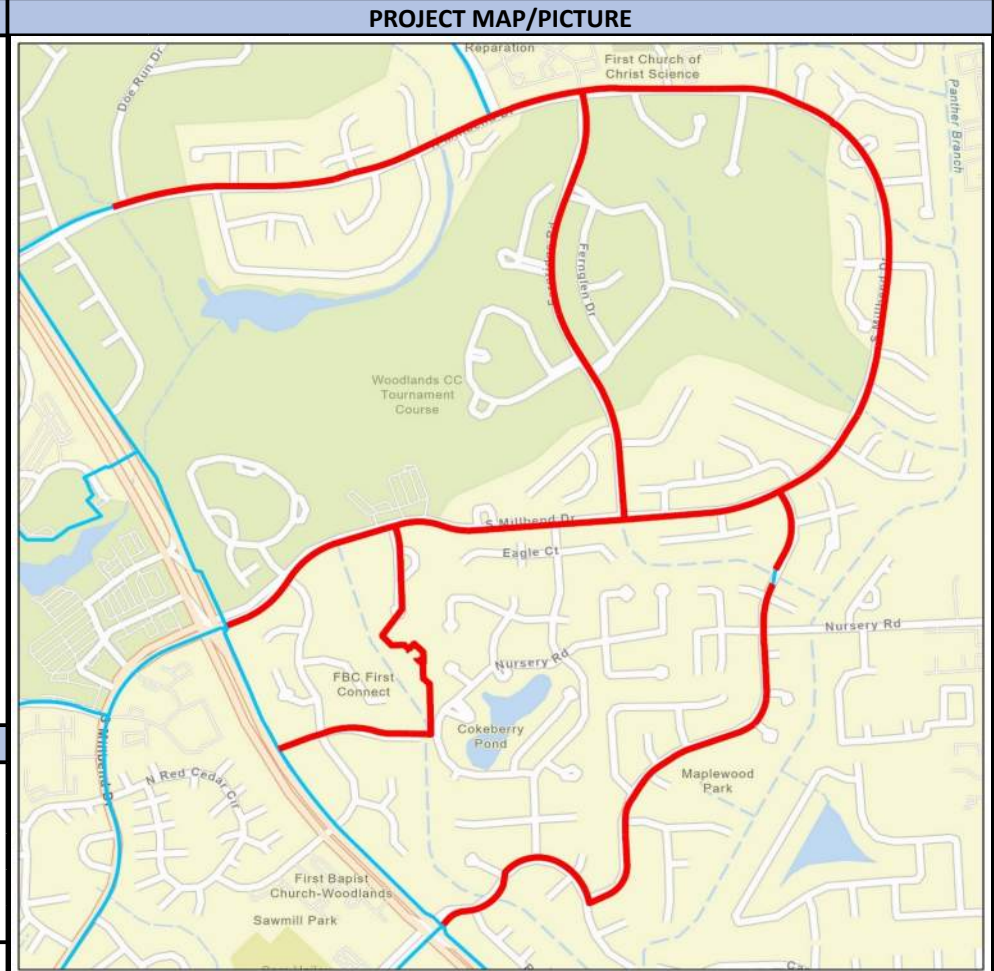 PROJECT MAP/PICTURE
Doe Run Dr
Reparation
First Church of
Christ Science
Panther Branch
Fernglen Dr
S Millbend Dr
Woodlands CC
Tournament
Course
S Millbend Dr
Eagle Ct
Nursery Rd
Nursery Rd
FBC First
Connect
Cokeberry
Pond
S Millbend Dr
N Red Cedar Cir
Maplewood
Park
First Bapist
Church-Woodlands
Sawmill Park